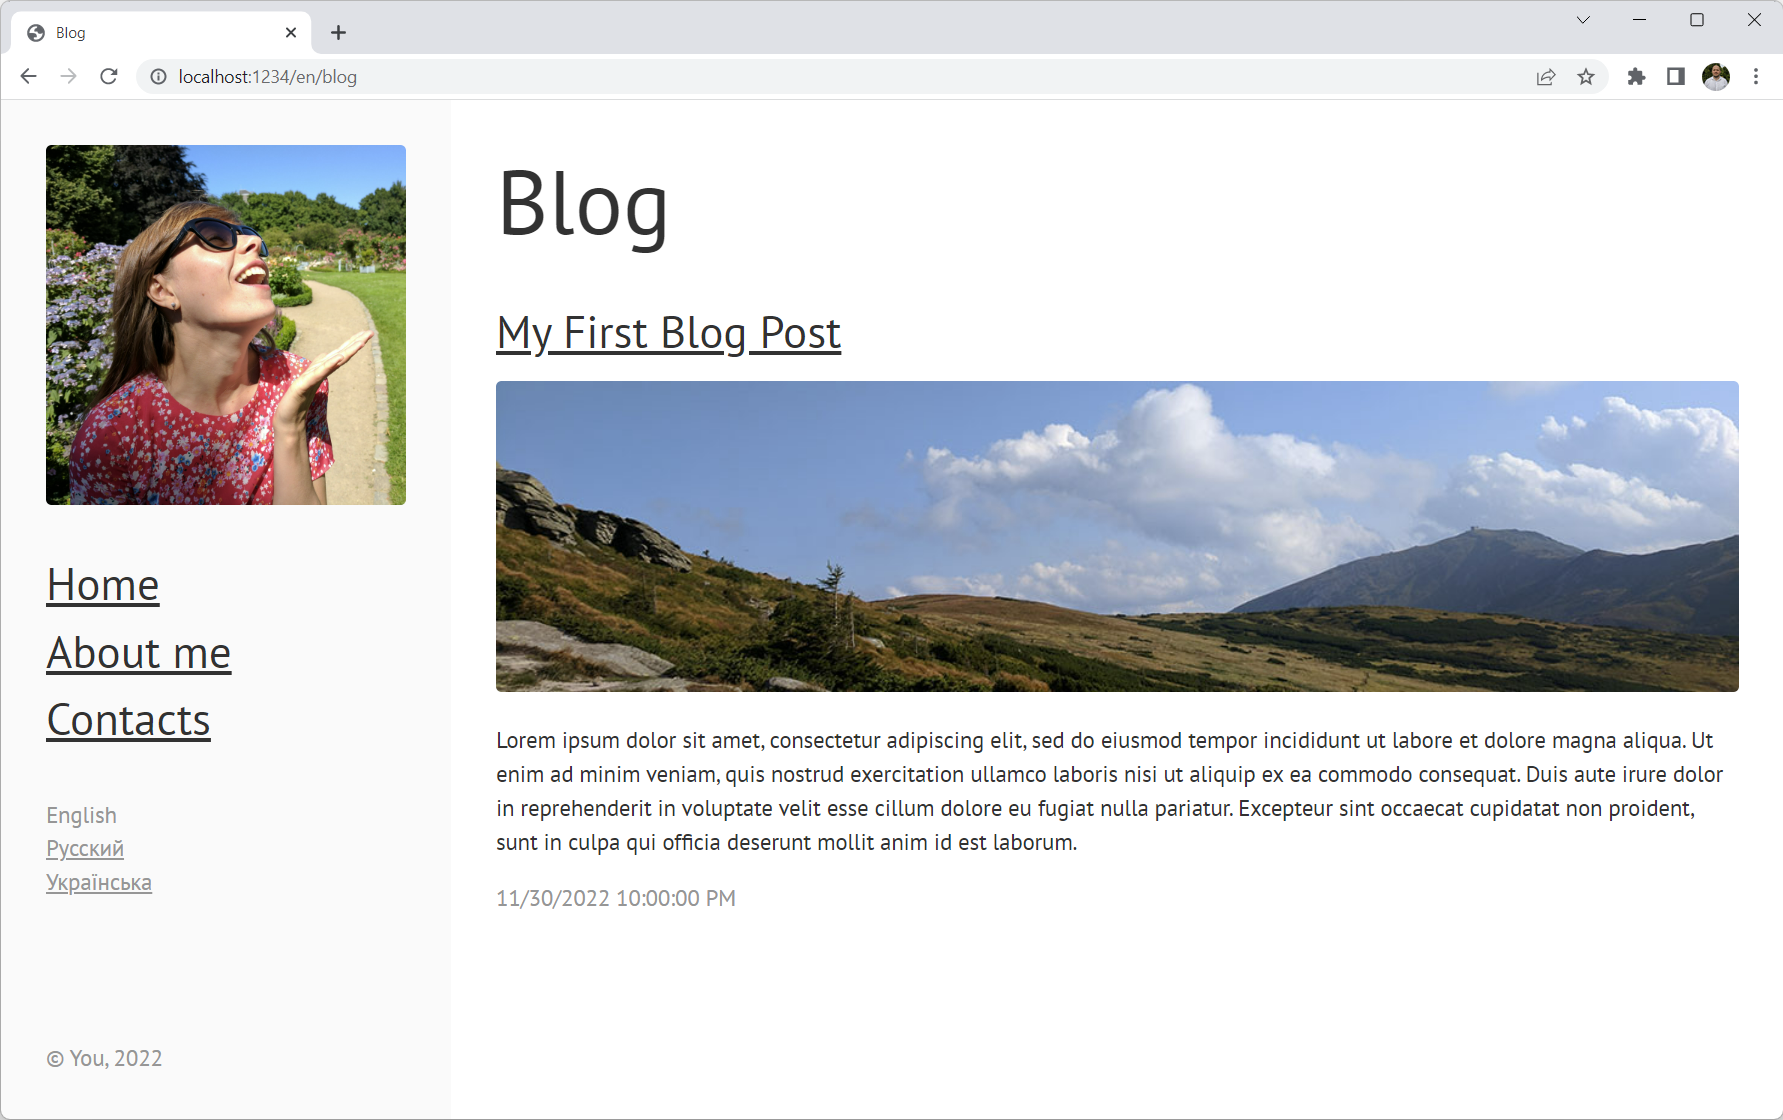 Blog
localhost:1234/en/blog
Home
About me
Contacts
English
Русский
Українська
© You, 2022
Blog
My First Blog Post
Lorem ipsum dolor sit amet, consectetur adipiscing elit, sed do eiusmod tempor incididunt ut labore et dolore magna aliqua. Ut
enim ad minim veniam, quis nostrud exercitation ullamco laboris nisi ut aliquip ex ea commodo consequat. Duis aute irure dolor
in reprehenderit in voluptate velit esse cillum dolore eu fugiat nulla pariatur. Excepteur sint occaecat cupidatat non proident,
sunt in culpa qui officia deserunt mollit anim id est laborum.
11/30/2022 10:00:00 PM